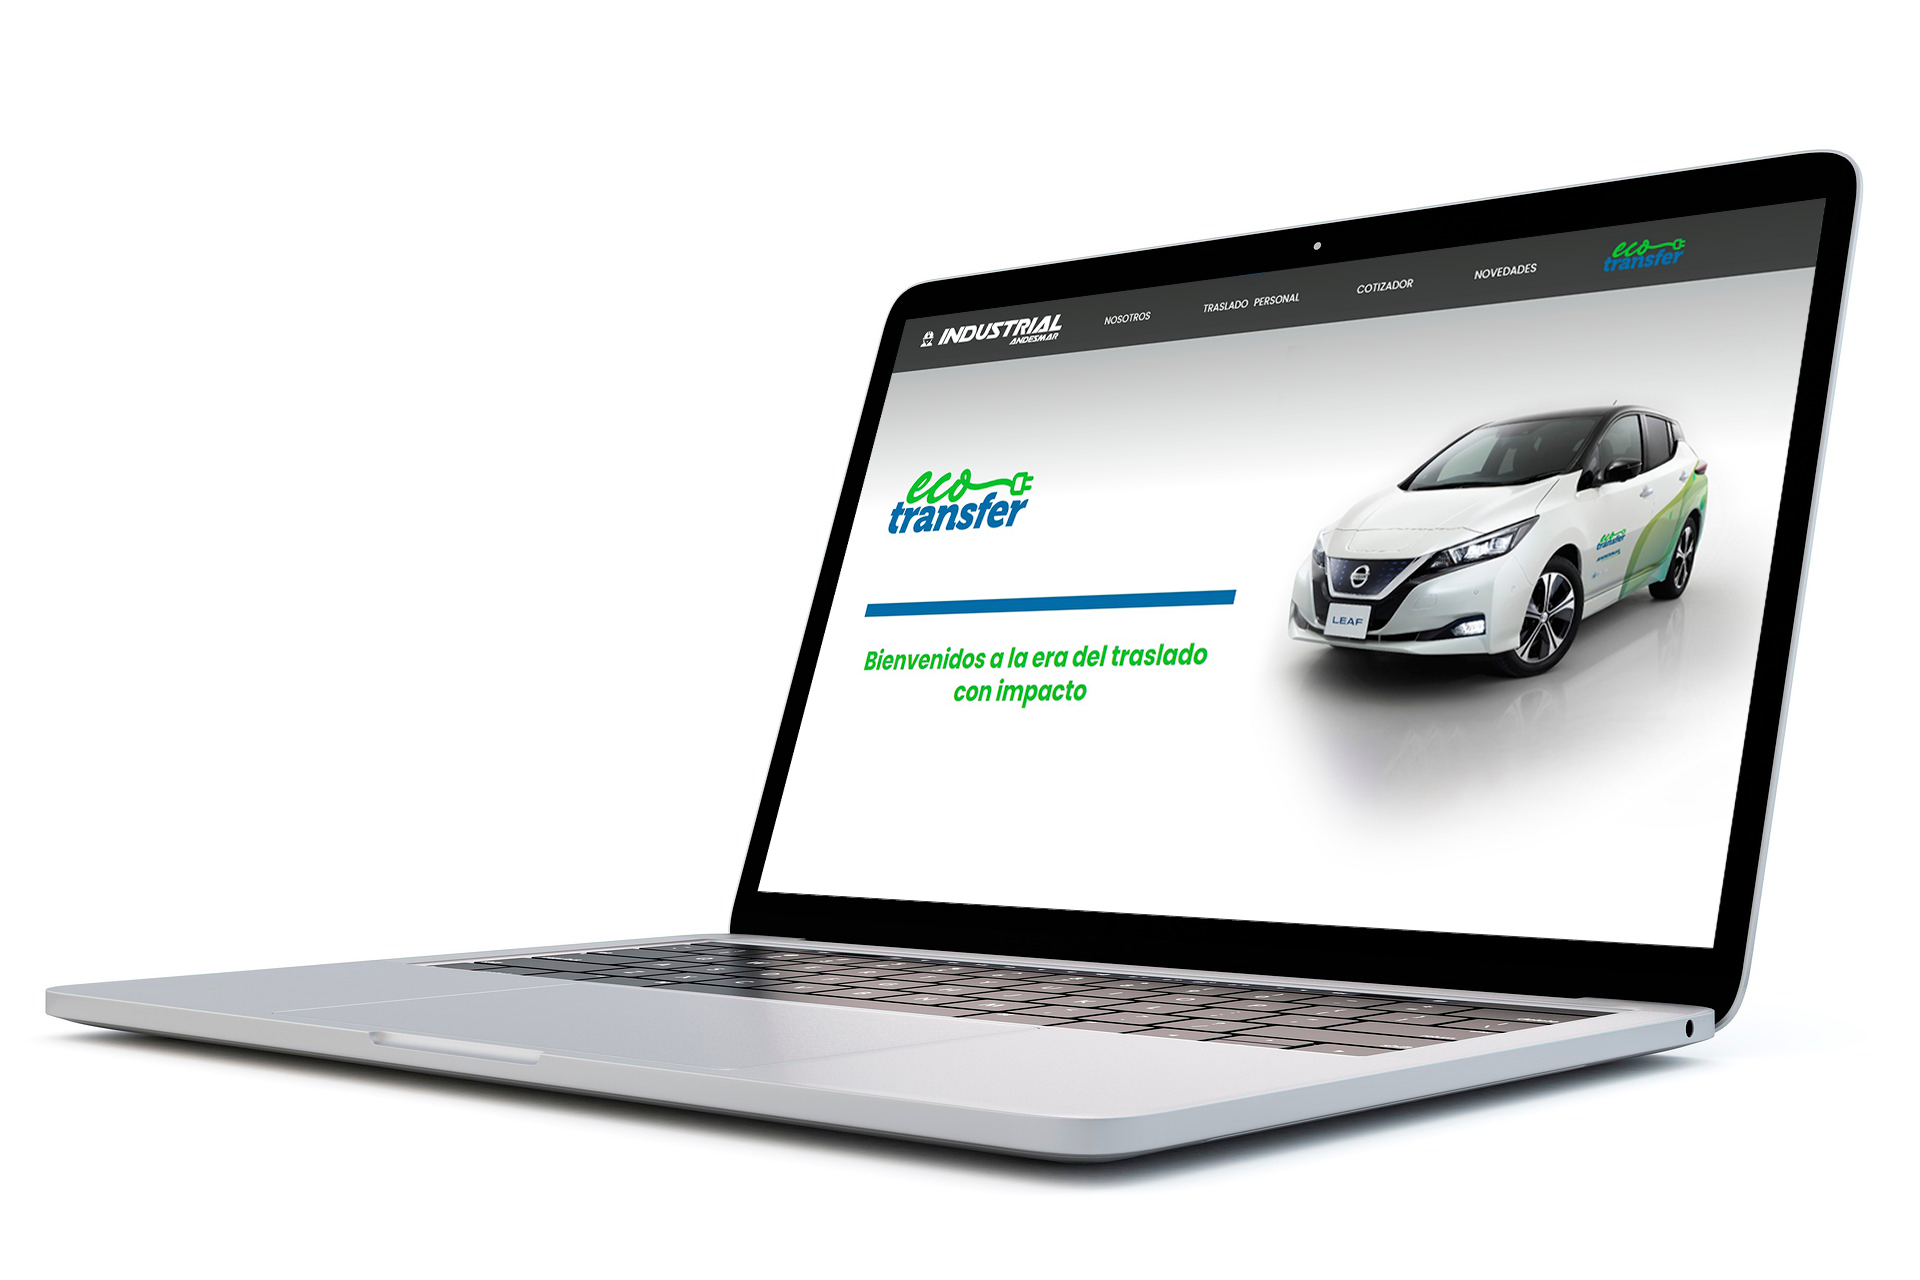 INDUSTRIAL
ANDESMAR
NOSOTROS
TRASLADO PERSONAL
COTIZADOR
NOVEDADES
eco
transfer
eco
transfer
Bienvenidos a la era del traslado
con impacto
eco
transfer
ANDESMAR
LEAF